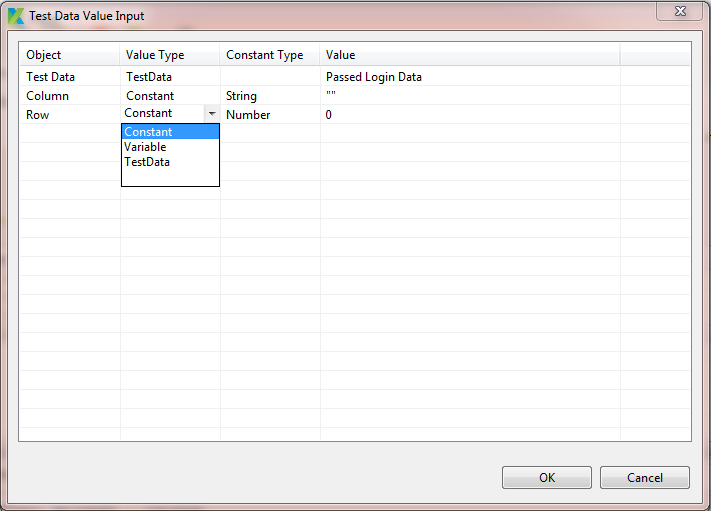 Test Data Value Input
Object Value Type Constant Type Value
Test Data TestData Passed Login Data
Column Constant String ""
Row Constant Number 0
Constant
Variable
TestData
OK Cancel